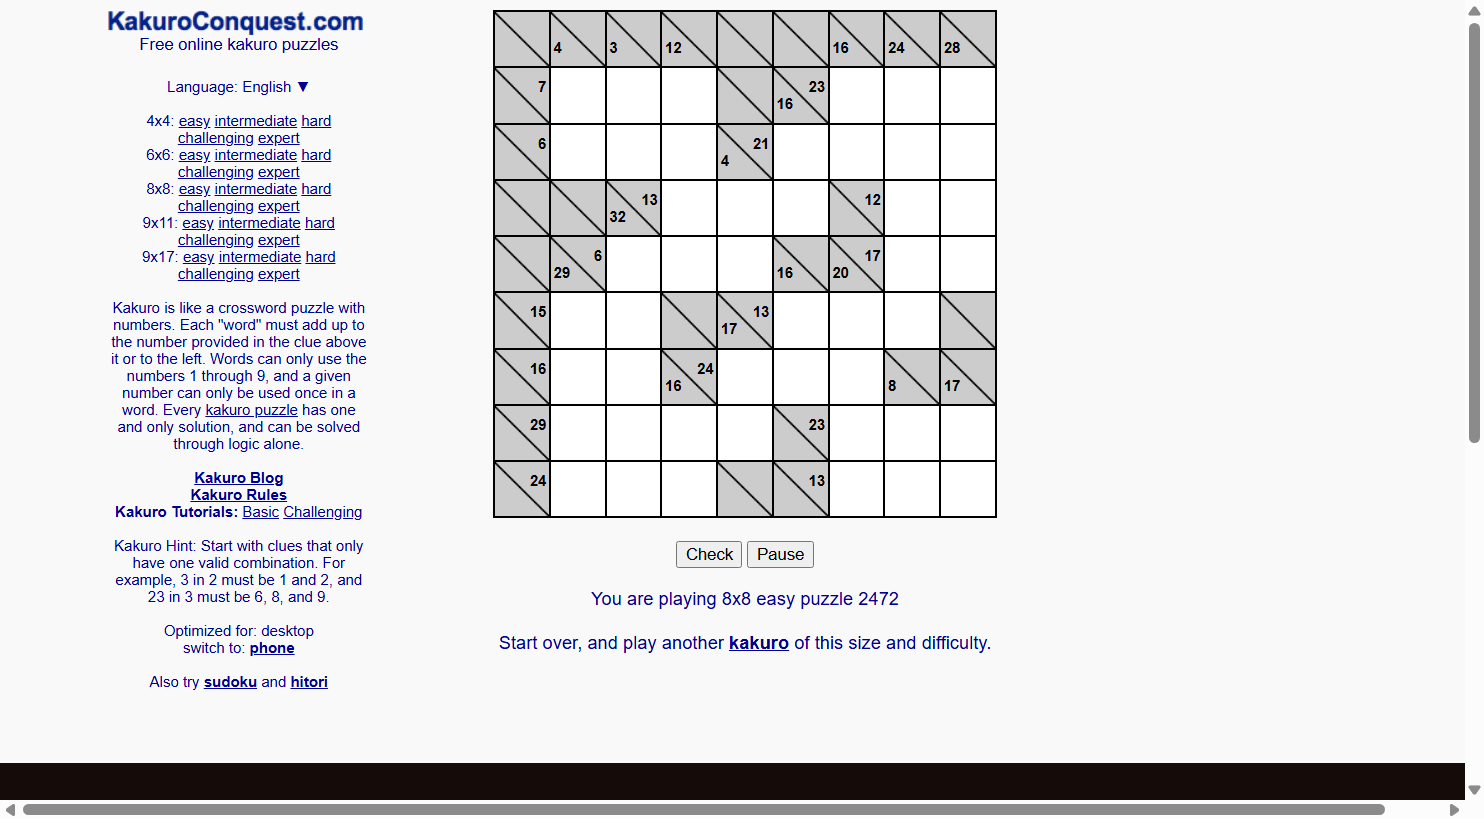 KakuroConquest.com
Free online kakuro puzzles
Language: English ▼
4x4: easy intermediate hard
challenging expert
6x6: easy intermediate hard
challenging expert
8x8: easy intermediate hard
challenging expert
9x11: easy intermediate hard
challenging expert
9x17: easy intermediate hard
challenging expert
Kakuro is like a crossword puzzle with
numbers. Each "word" must add up to
the number provided in the clue above
it or to the left. Words can only use the
numbers 1 through 9, and a given
number can only be used once in a
word. Every kakuro puzzle has one
and only solution, and can be solved
through logic alone.
Kakuro Blog
Kakuro Rules
Kakuro Tutorials: Basic Challenging
Kakuro Hint: Start with clues that only
have one valid combination. For
example, 3 in 2 must be 1 and 2, and
23 in 3 must be 6, 8, and 9.
Optimized for: desktop
switch to: phone
Also try sudoku and hitori
4 3 12 16 24 28
7 23
16
6 21
4
13 12
32
6 17
29 16 20
15 13
17
16 24
16 8 17
29 23
24 13
Check Pause
You are playing 8x8 easy puzzle 2472
Start over, and play another kakuro of this size and difficulty.